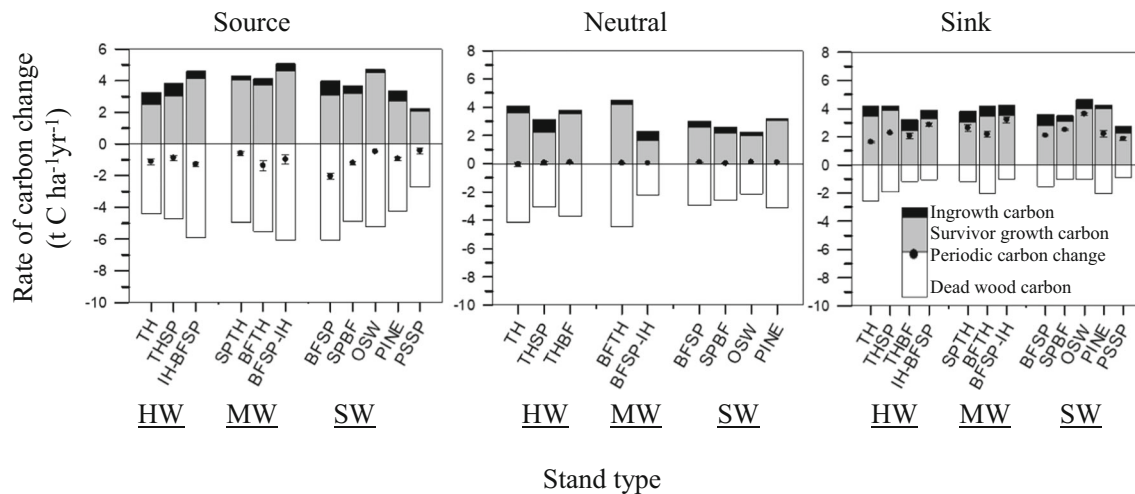 Source Neutral Sink
Rate of carbon change
(t C ha-1yr-1)
6
4
2
0
-2
-4
-6
-8
-10
8
6
4
2
0
-2
-4
-6
-8
-10
8
6
4
2
0
-2
-4
-6
-8
-10
Ingrowth carbon
Survivor growth carbon
Periodic carbon change
Dead wood carbon
TH THSP IH-BFSP SPTH BFTH BFSP-IH BFSP SPBF OSW PINE PSSP
TH THSP THBF BFTH BFSP-IH BFSP SPBF OSW PINE
TH THSP THBF IH-BFSP SPTH BFTH BFSP-IH BFSP SPBF OSW PINE PSSP
HW MW SW HW MW SW HW MW SW
Stand type